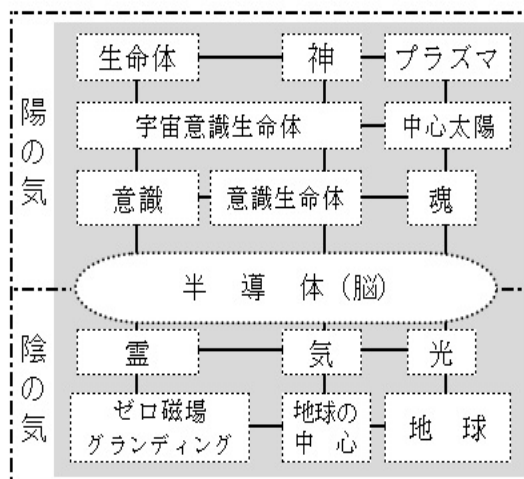 陽の気
生命体 神 プラズマ
宇宙意識生命体 中心太陽
意識 意識生命体 魂
半導体(脳)
陰の気
霊 気 光
ゼロ磁場 地球の 地球
グランディング 中心